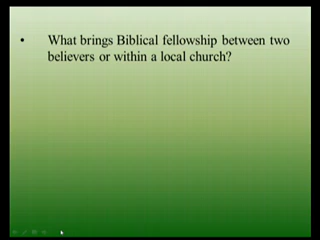 • What brings Biblical fellowship between two
believers or within a local church?